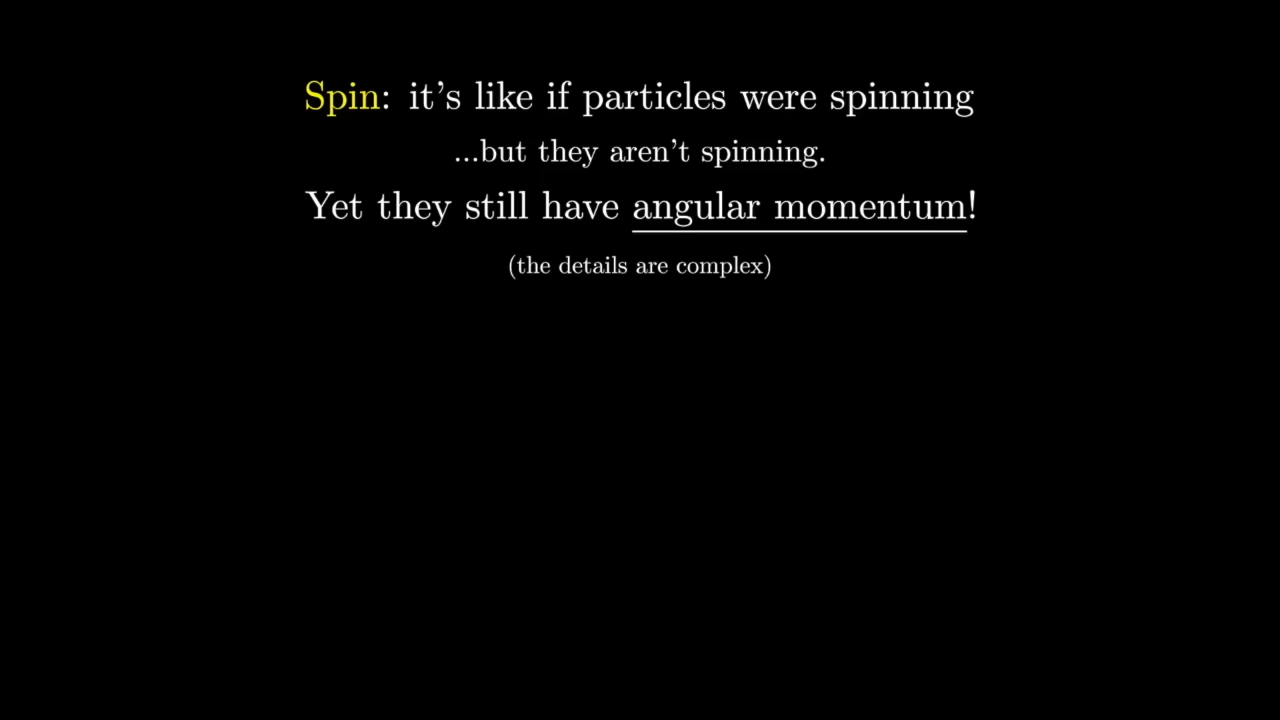 Spin: it's like if particles were spinning
...but they aren't spinning.
Yet they still have angular momentum!
(the details are complex)